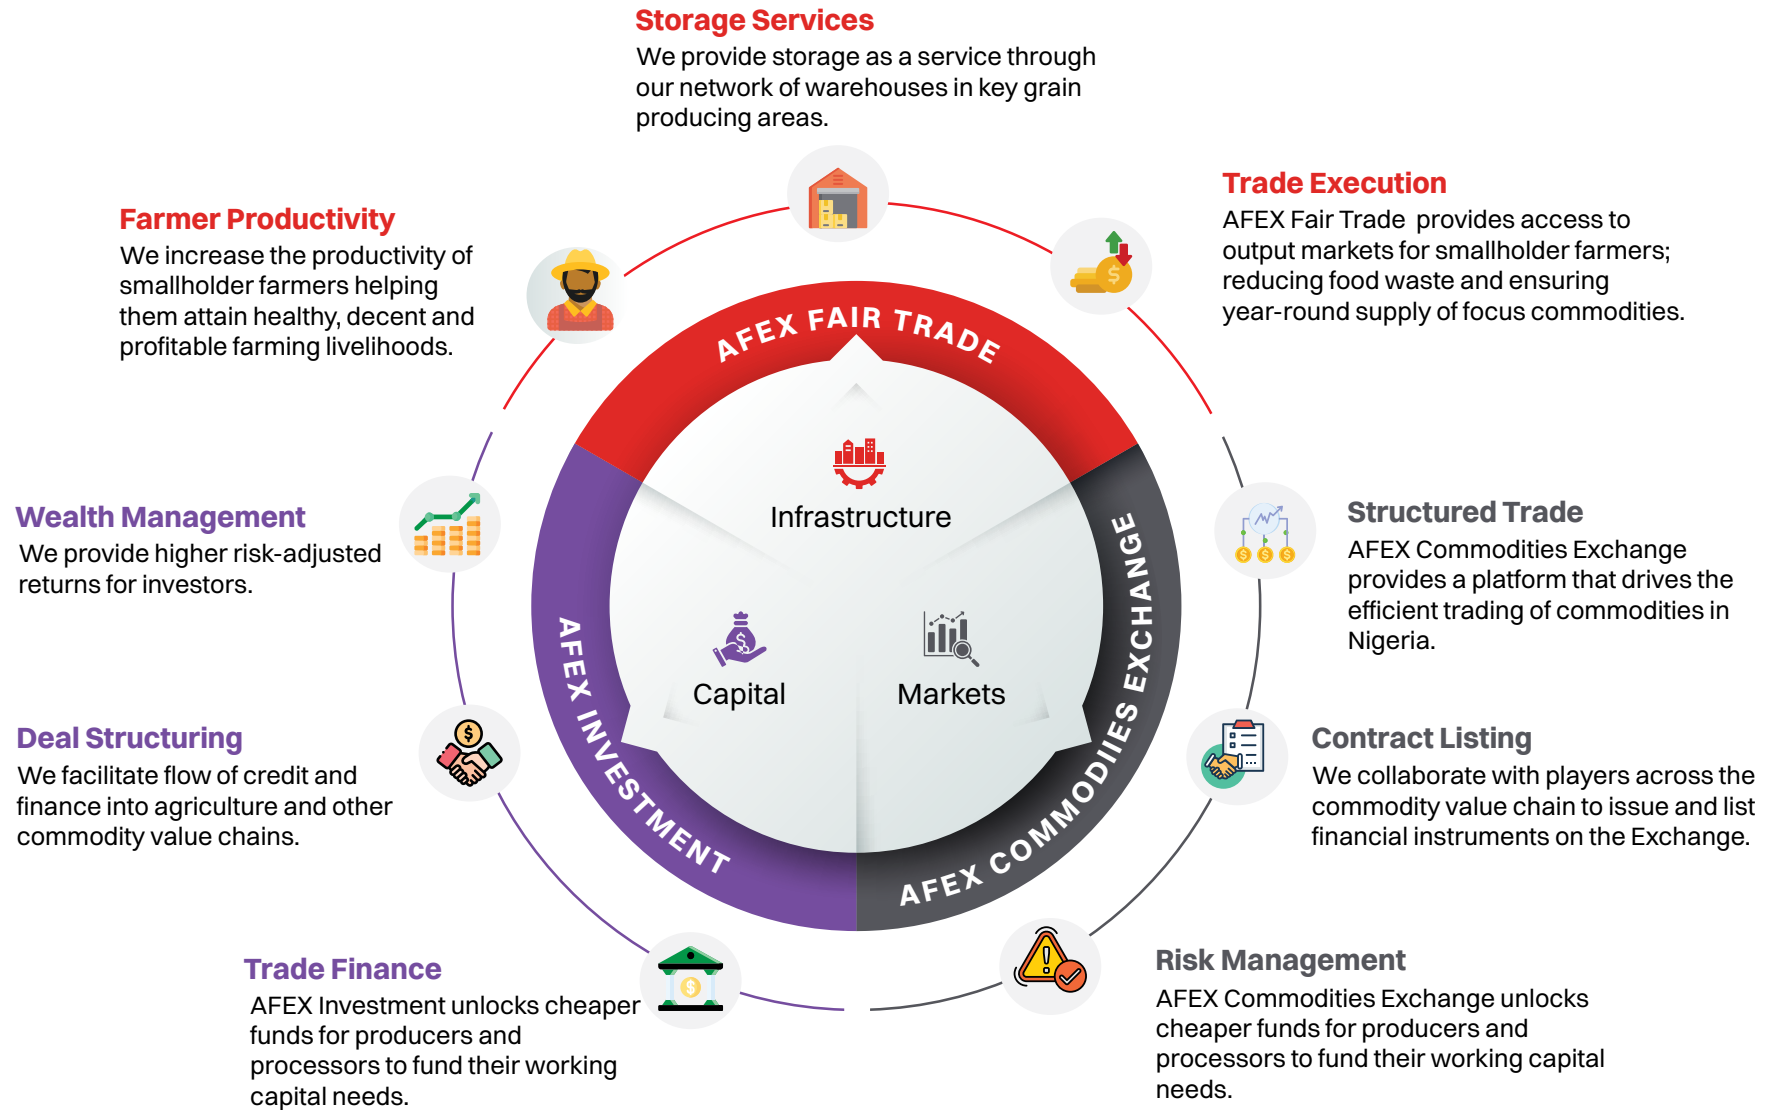 Storage Services
We provide storage as a service through
our network of warehouses in key grain
producing areas.
Trade Execution
AFEX Fair Trade provides access to
output markets for smallholder farmers;
reducing food waste and ensuring
year-round supply of focus commodities.
Farmer Productivity
We increase the productivity of
smallholder farmers helping
them attain healthy, decent and
profitable farming livelihoods.
AFEX FAIR TRADE
Infrastructure
Wealth Management
We provide higher risk-adjusted
returns for investors.
Structured Trade
AFEX Commodities Exchange
provides a platform that drives the
efficient trading of commodities in
Nigeria.
AFEX INVESTMENT
Capital
Markets
AFEX COMMODIIES EXCHANGE
Deal Structuring
We facilitate flow of credit and
finance into agriculture and other
commodity value chains.
Contract Listing
We collaborate with players across the
commodity value chain to issue and list
financial instruments on the Exchange.
Trade Finance
AFEX Investment unlocks cheaper
funds for producers and
processors to fund their working
capital needs.
Risk Management
AFEX Commodities Exchange unlocks
cheaper funds for producers and
processors to fund their working capital
needs.